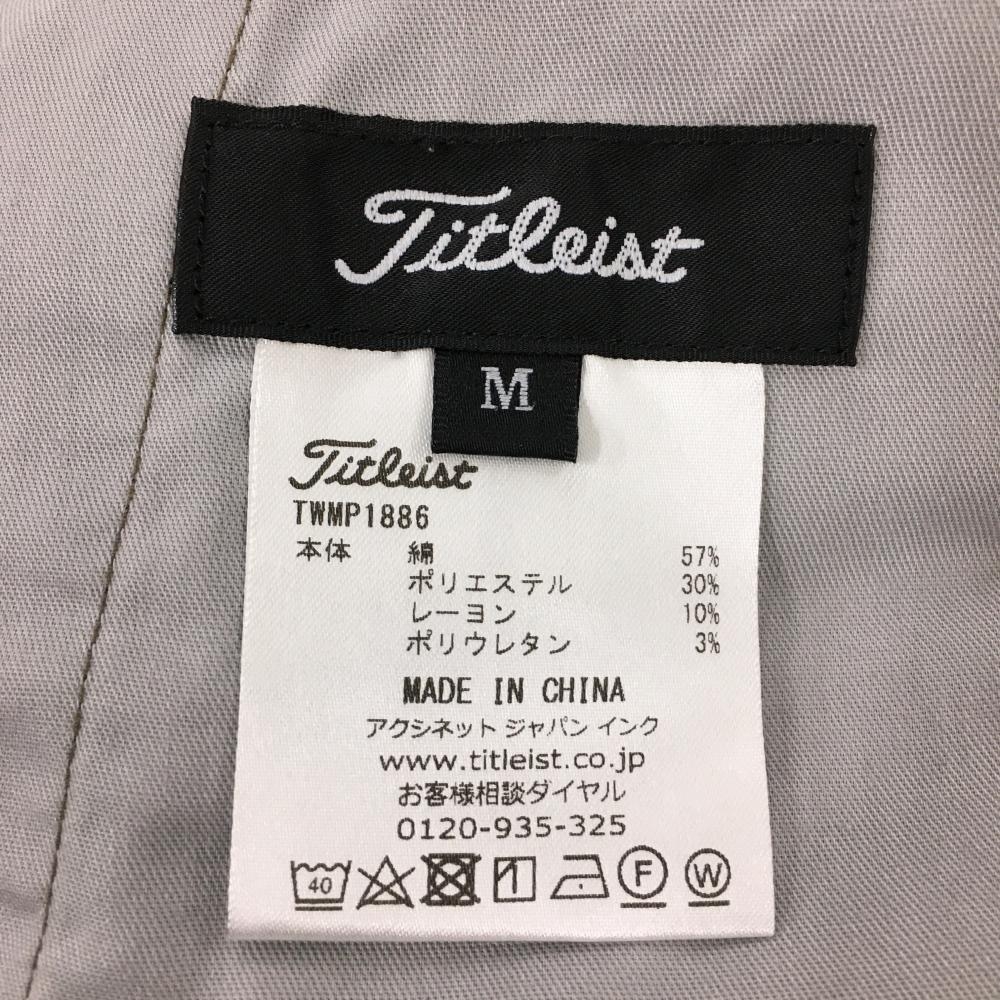 Titleist
M
Titleist
TWMP1886
本体 綿 57%
ポリエステル 30%
レーヨン 10%
ポリウレタン 3%
MADE IN CHINA
アクシネット ジャパン インク
www.titleist.co.jp
お客様相談ダイヤル
0120-935-325
40 F W